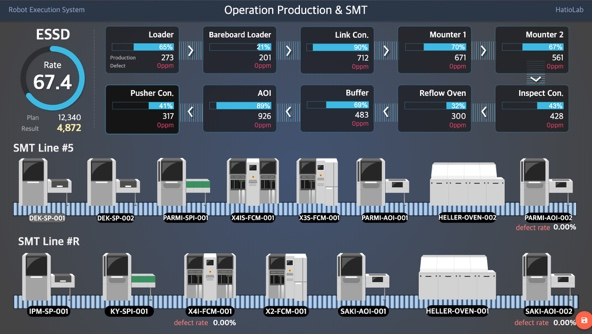 Robot Execution System
Operation Production & SMT
HatioLab
ESSD
Rate
67.4
Plan 12,340
Result 4,872
Loader
65%
Production 273
Defect 0ppm
Bareboard Loader
21%
201
0ppm
Link Con.
90%
712
0ppm
Mounter 1
70%
671
0ppm
Mounter 2
67%
561
0ppm
Pusher Con.
41%
317
0ppm
AOI
89%
926
0ppm
Buffer
69%
483
0ppm
Reflow Oven
32%
300
0ppm
Inspect Con.
43%
428
0ppm
SMT Line #5
DEK-SP-001
DEK-SP-002
PARMI-SPI-001
X4IS-FCM-001
X3S-FCM-001
PARMI-AOI-001
HELLER-OVEN-002
PARMI-AOI-002
defect rate 0.00%
SMT Line #R
IPM-SP-001
KY-SPI-001
X4I-FCM-001
X2-FCM-001
SAKI-AOI-001
HELLER-OVEN-001
SAKI-AOI-002
defect rate 0.00%
defect rate 0.00%